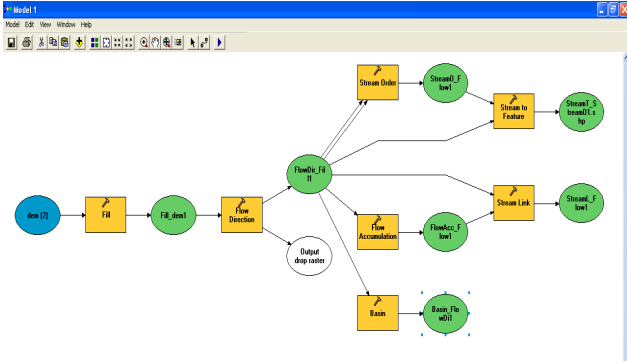 Model 1
Model Edit View Window Help
Stream Order
StreamO_F
low1
Stream to
Feature
StreamT_S
treamO1.s
hp
FlowDir_Fil
l1
dem (2)
Fill
Fill_dem1
Flow
Direction
Stream Link
StreamL_F
low1
Flow
Accumulation
FlowAcc_F
low1
Output
drop raster
Basin
Basin_Flo
wDi1